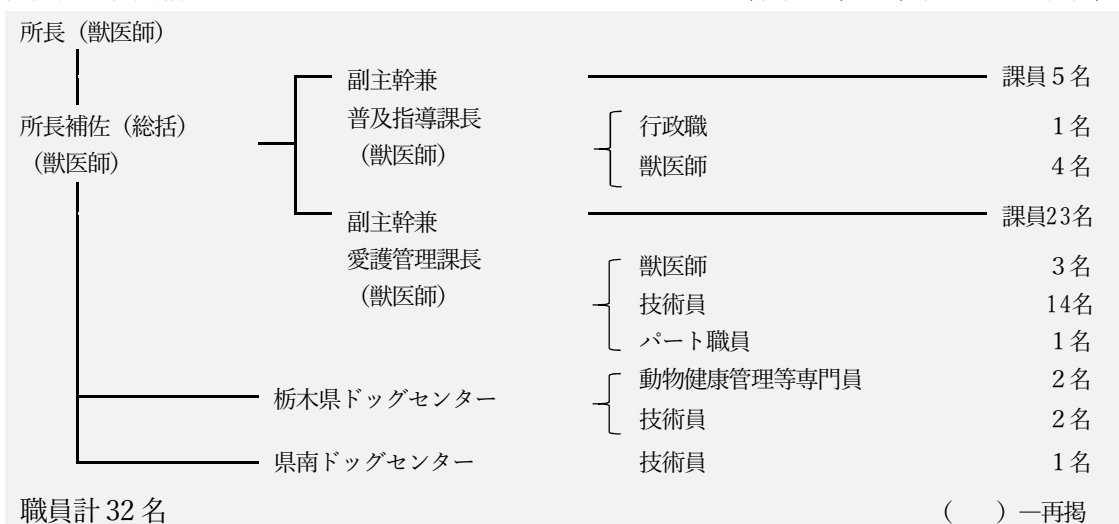 所長（獣医師）
副主幹兼
普及指導課長
（獣医師）
課員５名
所長補佐（総括）
（獣医師）
行政職 １名
獣医師 ４名
副主幹兼
愛護管理課長
（獣医師）
課員23名
獣医師 ３名
技術員 14名
パート職員 １名
栃木県ドッグセンター
動物健康管理等専門員 ２名
技術員 ２名
県南ドッグセンター 技術員 １名
職員計 32 名
（　　）―再掲